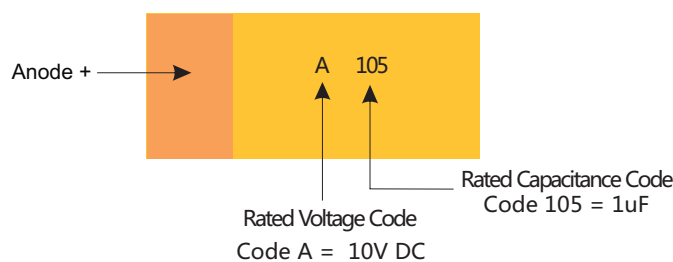 A 105
Anode +
Rated Capacitance Code
Code 105 = 1uF
Rated Voltage Code
Code A = 10V DC